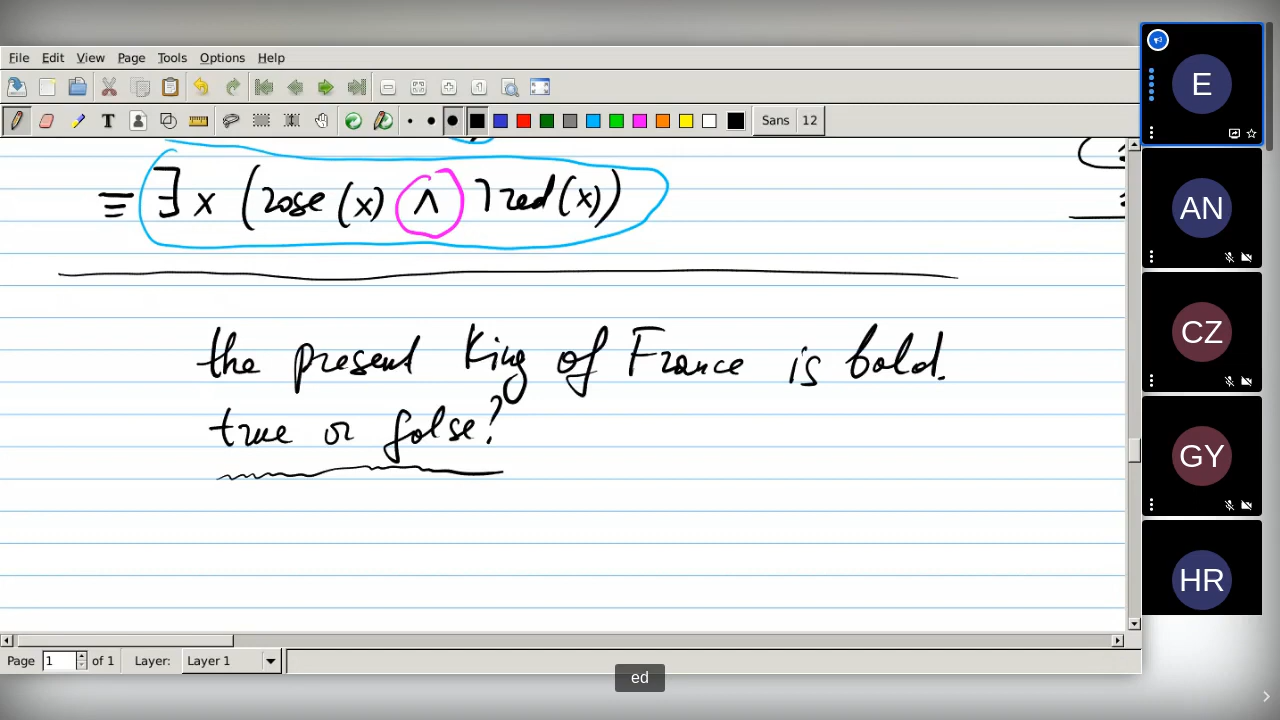 File Edit View Page Tools Options Help
Sans 12
≡ ∃ x (rose (x) ∧ ¬ red (x))
the present King of France is bald.
true or false?
Page 1 of 1 Layer: Layer 1
ed
E
AN
CZ
GY
HR